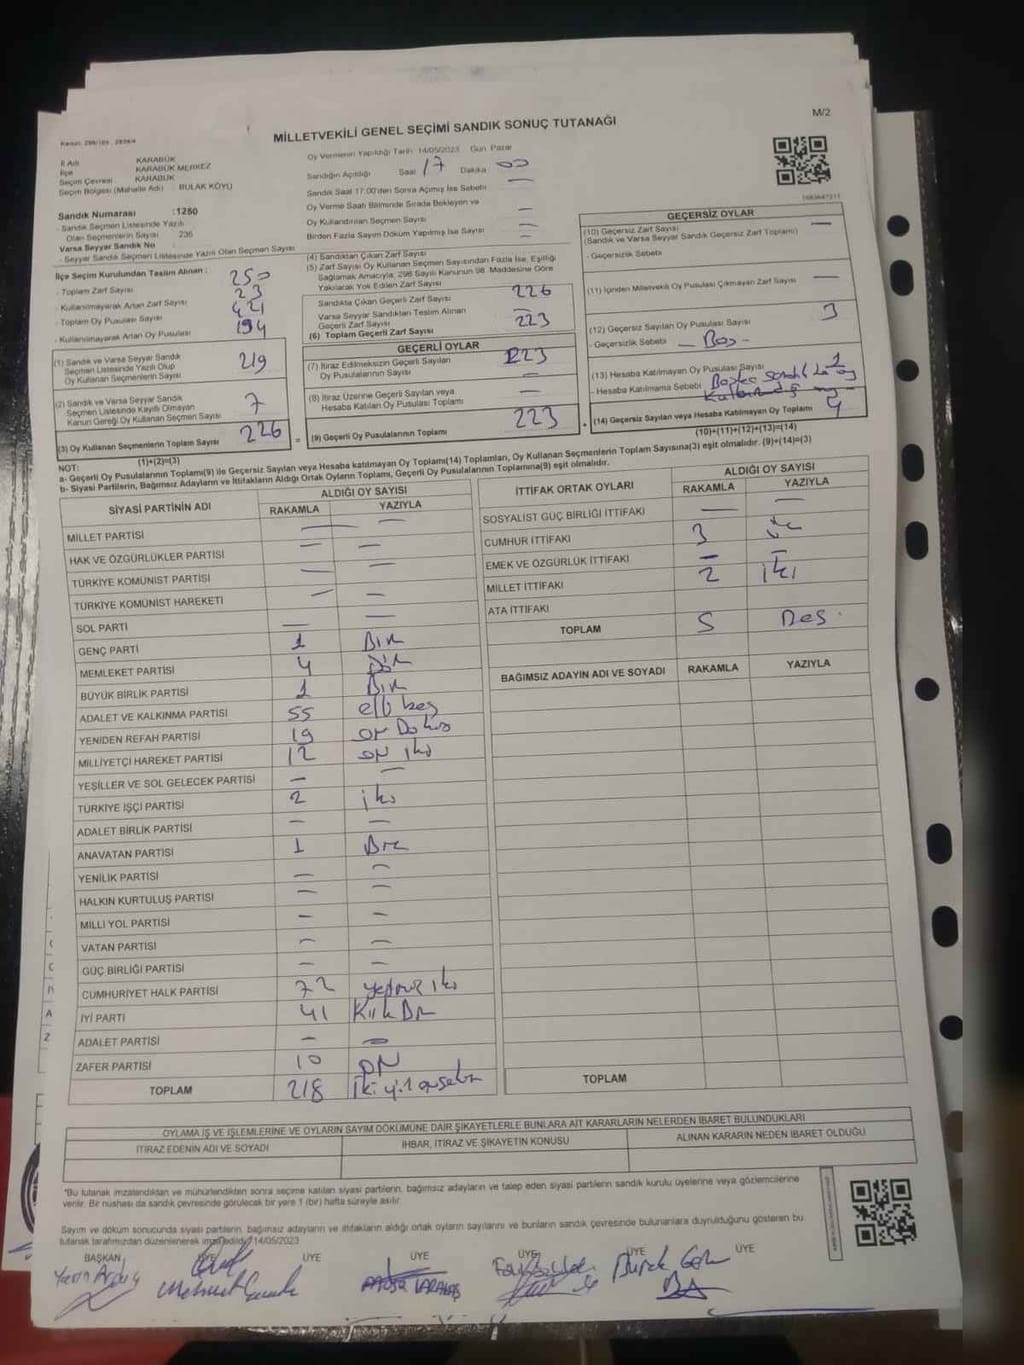 M/2
MİLLETVEKİLİ GENEL SEÇİMİ SANDIK SONUÇ TUTANAĞI
İl Adı KARABÜK
İlçe KARABÜK MERKEZ
Seçim Çevresi KARABÜK
Seçim Bölgesi (Mahalle Adı) BULAK KÖYÜ
Oy Vermenin Yapıldığı Tarih: 14/05/2023 Gün Pazar
Sandığın Açıldığı Saat 17 Dakika 00
Sandık Saat 17:00'den Sonra Açılmış İse Sebebi —
Oy Verme Saati Bitiminde Sırada Bekleyen ve
Oy Kullandırılan Seçmen Sayısı —
Birden Fazla Sayım Döküm Yapılmış İse Sayısı —
Sandık Numarası : 1250
- Sandık Seçmen Listesinde Yazılı
Olan Seçmenlerin Sayısı 236
Varsa Seyyar Sandık No
- Seyyar Sandık Seçmen Listesinde Yazılı Olan Seçmen Sayısı
İlçe Seçim Kurulundan Teslim Alınan :
- Toplam Zarf Sayısı 250
- Kullanılmayarak Artan Zarf Sayısı 23
- Toplam Oy Pusulası Sayısı 421
- Kullanılmayarak Artan Oy Pusulası 194
(1) Sandık ve Varsa Seyyar Sandık
Seçmen Listesinde Yazılı Olup
Oy Kullanan Seçmenlerin Sayısı 219
(2) Sandık ve Varsa Seyyar Sandık
Seçmen Listesinde Kayıtlı Olmayan
Kanun Gereği Oy Kullanan Seçmen Sayısı 7
(3) Oy Kullanan Seçmenlerin Toplam Sayısı 226
(1)+(2)=(3)
(4) Sandıktan Çıkan Zarf Sayısı
(5) Zarf Sayısı Oy Kullanan Seçmen Sayısından Fazla İse, Eşitliği
Sağlamak Amacıyla, 298 Sayılı Kanunun 98. Maddesine Göre
Yakılarak Yok Edilen Zarf Sayısı
Sandıkta Çıkan Geçerli Zarf Sayısı 226
Varsa Seyyar Sandıktan Teslim Alınan
Geçerli Zarf Sayısı —
(6) Toplam Geçerli Zarf Sayısı 223
GEÇERLİ OYLAR
(7) İtiraz Edilmeksizin Geçerli Sayılan
Oy Pusulalarının Sayısı 223
(8) İtiraz Üzerine Geçerli Sayılan veya
Hesaba Katılan Oy Pusulası Toplamı —
(9) Geçerli Oy Pusulalarının Toplamı 223
GEÇERSİZ OYLAR
(10) Geçersiz Zarf Sayısı
(Sandık ve Varsa Seyyar Sandık Geçersiz Zarf Toplamı) —
- Geçersizlik Sebebi
(11) İçinden Milletvekili Oy Pusulası Çıkmayan Zarf Sayısı —
(12) Geçersiz Sayılan Oy Pusulası Sayısı 3
- Geçersizlik Sebebi — Boş -
(13) Hesaba Katılmayan Oy Pusulası Sayısı 1
- Hesaba Katılmama Sebebi Başka sandıkda oy
(14) Geçersiz Sayılan veya Hesaba Katılmayan Oy Toplamı 4
(10)+(11)+(12)+(13)=(14)
NOT:
a- Geçerli Oy Pusulalarının Toplamı(9) ile Geçersiz Sayılan veya Hesaba katılmayan Oy Toplamı(14) Toplamları, Oy Kullanan Seçmenlerin Toplam Sayısına(3) eşit olmalıdır. (9)+(14)=(3)
b- Siyasi Partilerin, Bağımsız Adayların ve İttifakların Aldığı Ortak Oyların Toplamı, Geçerli Oy Pusulalarının Toplamına(9) eşit olmalıdır.
SİYASİ PARTİNİN ADI ALDIĞI OY SAYISI
RAKAMLA YAZIYLA
MİLLET PARTİSİ — —
HAK VE ÖZGÜRLÜKLER PARTİSİ — —
TÜRKİYE KOMÜNİST PARTİSİ — —
TÜRKİYE KOMÜNİST HAREKETİ — —
SOL PARTİ — —
GENÇ PARTİ 1 Bir
MEMLEKET PARTİSİ 4 Dört
BÜYÜK BİRLİK PARTİSİ 1 Bir
ADALET VE KALKINMA PARTİSİ 55 elli beş
YENİDEN REFAH PARTİSİ 19 on Dokuz
MİLLİYETÇİ HAREKET PARTİSİ 12 on iki
YEŞİLLER VE SOL GELECEK PARTİSİ — —
TÜRKİYE İŞÇİ PARTİSİ 2 iki
ADALET BİRLİK PARTİSİ — —
ANAVATAN PARTİSİ 1 Bir
YENİLİK PARTİSİ — —
HALKIN KURTULUŞ PARTİSİ — —
MİLLİ YOL PARTİSİ — —
VATAN PARTİSİ — —
GÜÇ BİRLİĞİ PARTİSİ — —
CUMHURİYET HALK PARTİSİ 72 yetmiş iki
İYİ PARTİ 41 Kırk Bir
ADALET PARTİSİ — —
ZAFER PARTİSİ 10 ON
TOPLAM 218 İki yüz onsekiz
İTTİFAK ORTAK OYLARI ALDIĞI OY SAYISI
RAKAMLA YAZIYLA
SOSYALİST GÜÇ BİRLİĞİ İTTİFAKI — —
CUMHUR İTTİFAKI 3 üç
EMEK VE ÖZGÜRLÜK İTTİFAKI — —
MİLLET İTTİFAKI 2 iki
ATA İTTİFAKI
TOPLAM 5 Beş
BAĞIMSIZ ADAYIN ADI VE SOYADI RAKAMLA YAZIYLA
TOPLAM
OYLAMA İŞ VE İŞLEMLERİNE VE OYLARIN SAYIM DÖKÜMÜNE DAİR ŞİKAYETLERLE BUNLARA AİT KARARLARIN NELERDEN İBARET BULUNDUKLARI
İTİRAZ EDENİN ADI VE SOYADI İHBAR, İTİRAZ VE ŞİKAYETİN KONUSU ALINAN KARARIN NEDEN İBARET OLDUĞU
*Bu tutanak imzalandıktan ve mühürlendikten sonra seçime katılan siyasi partilerin, bağımsız adayların ve talep eden siyasi partilerin sandık kurulu üyelerine veya gözlemcilerine
verilir. Bir nüshası da sandık çevresinde görülecek bir yere 1 (bir) hafta süreyle asılır.
Sayım ve döküm sonucunda siyasi partilerin, bağımsız adayların ve ittifakların aldığı ortak oyların sayılarını ve bunların sandık çevresinde bulunanlara duyrulduğunu gösteren bu
tutanak tarafımızdan düzenlenerek imza edildi. 14/05/2023
BAŞKAN ÜYE ÜYE ÜYE ÜYE ÜYE ÜYE